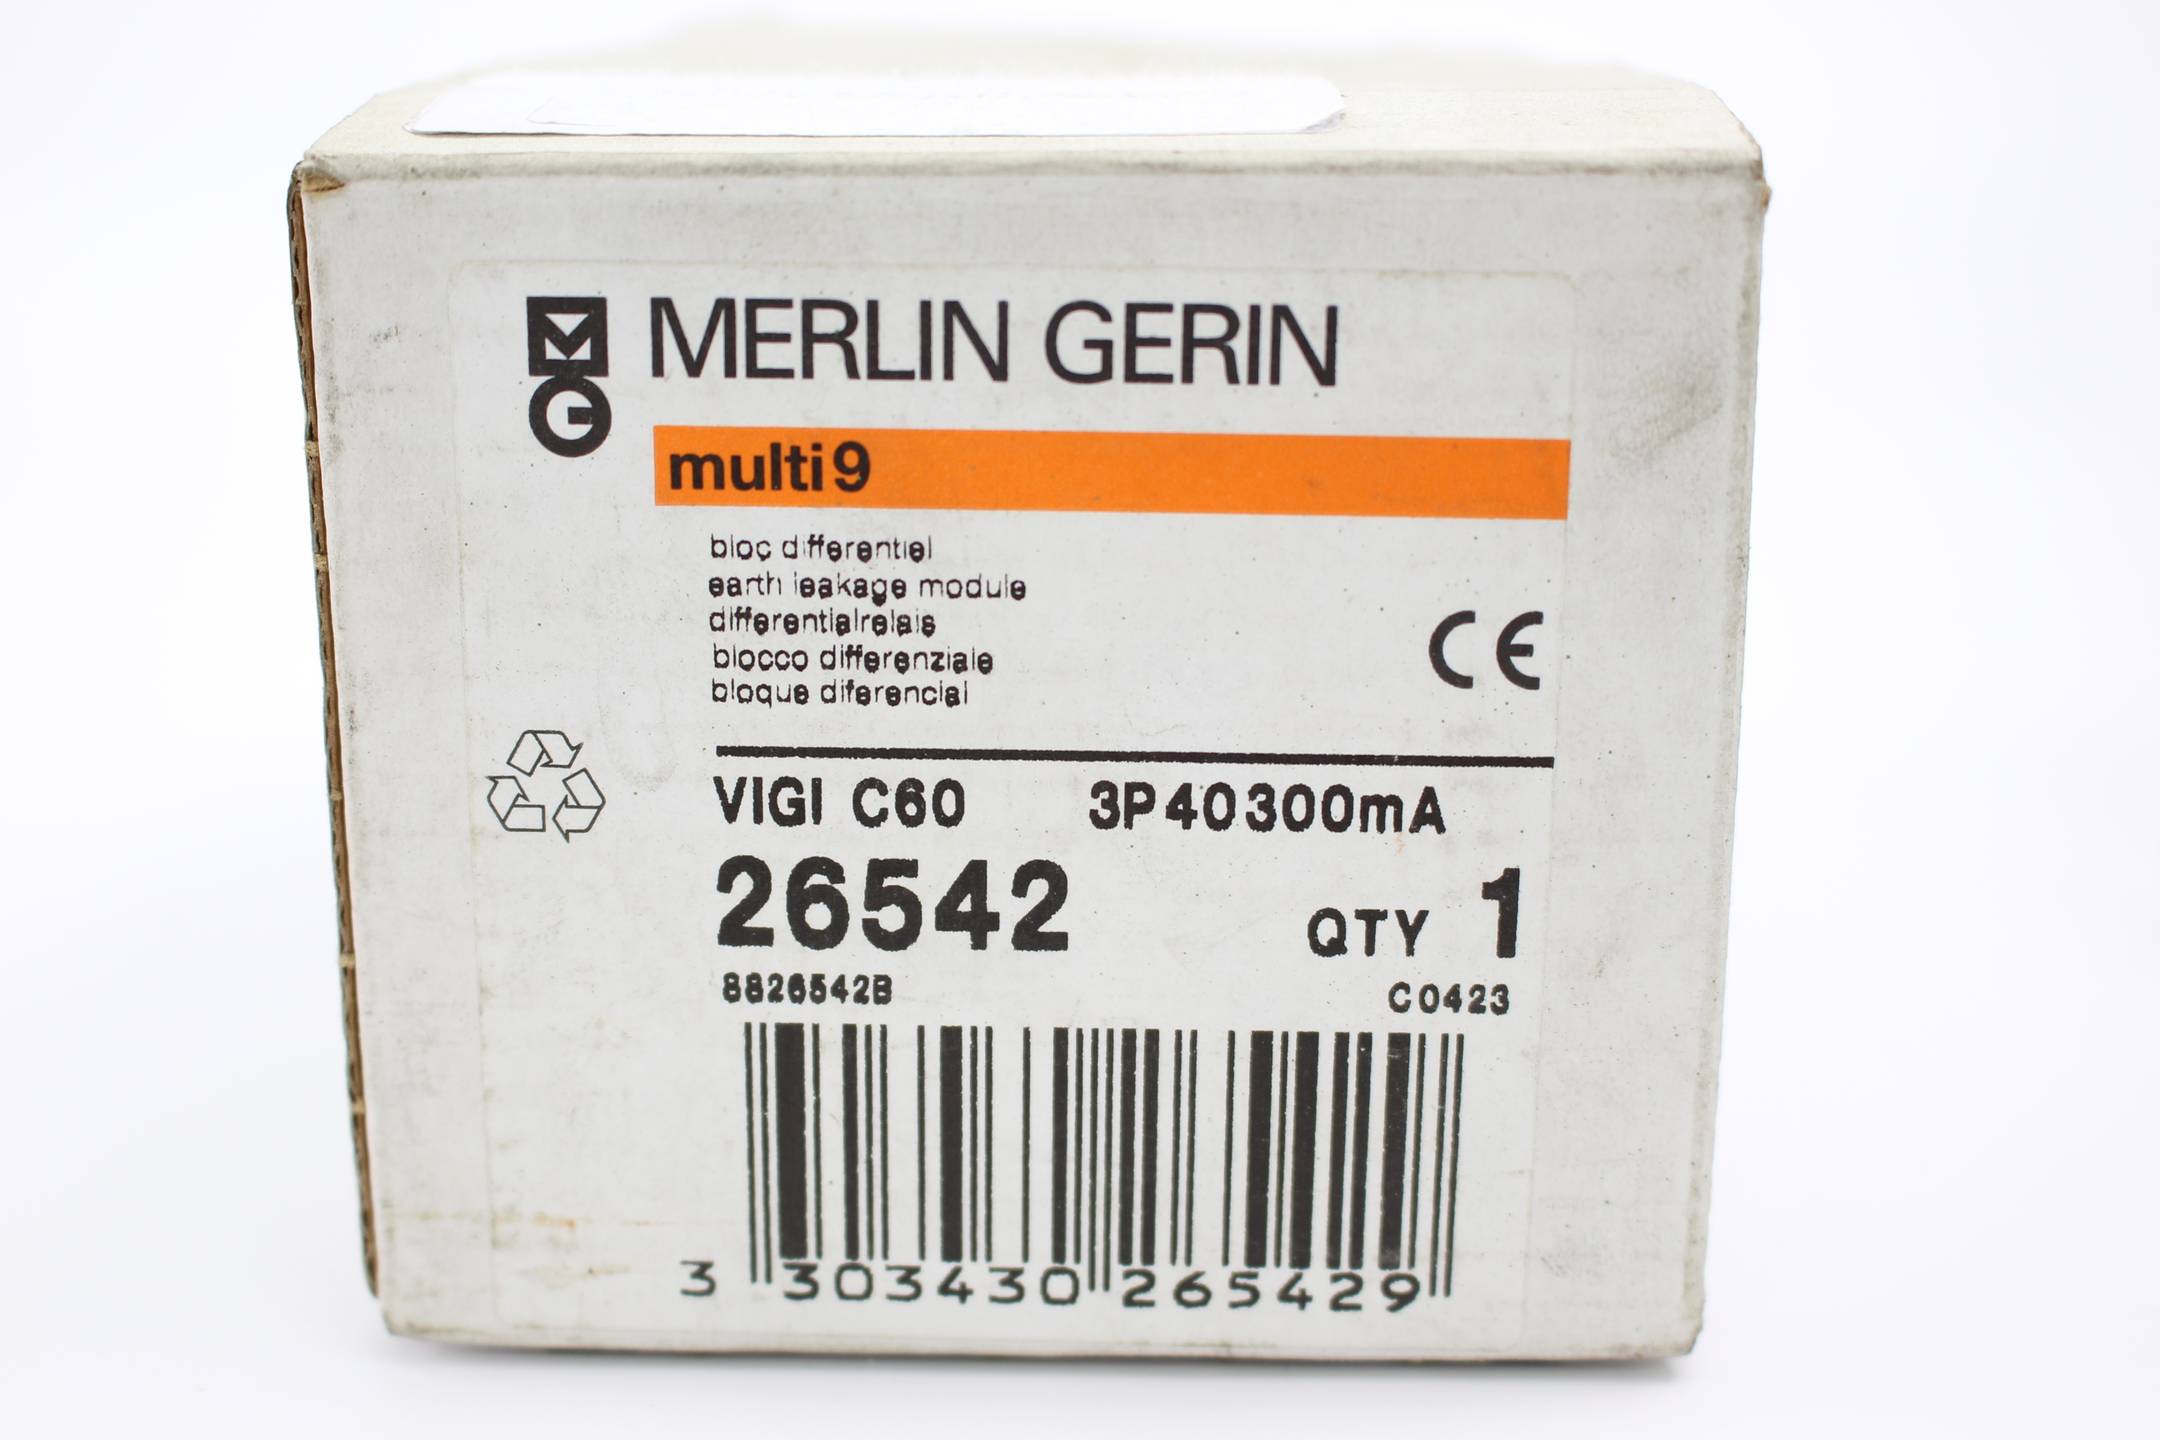 MG MERLIN GERIN
multi9
bloc differentiel
earth leakage module
differentialrelais
blocco differenziale
bloque diferencial
CE
VIGI C60 3P40300mA
26542 QTY 1
8826542B C0423
3 303430 265429